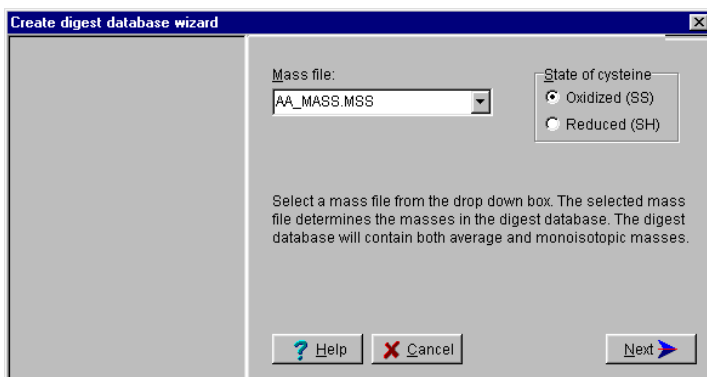 Create digest database wizard
Mass file:
AA_MASS.MSS
State of cysteine
Oxidized (SS)
Reduced (SH)
Select a mass file from the drop down box. The selected mass
file determines the masses in the digest database. The digest
database will contain both average and monoisotopic masses.
Help
Cancel
Next